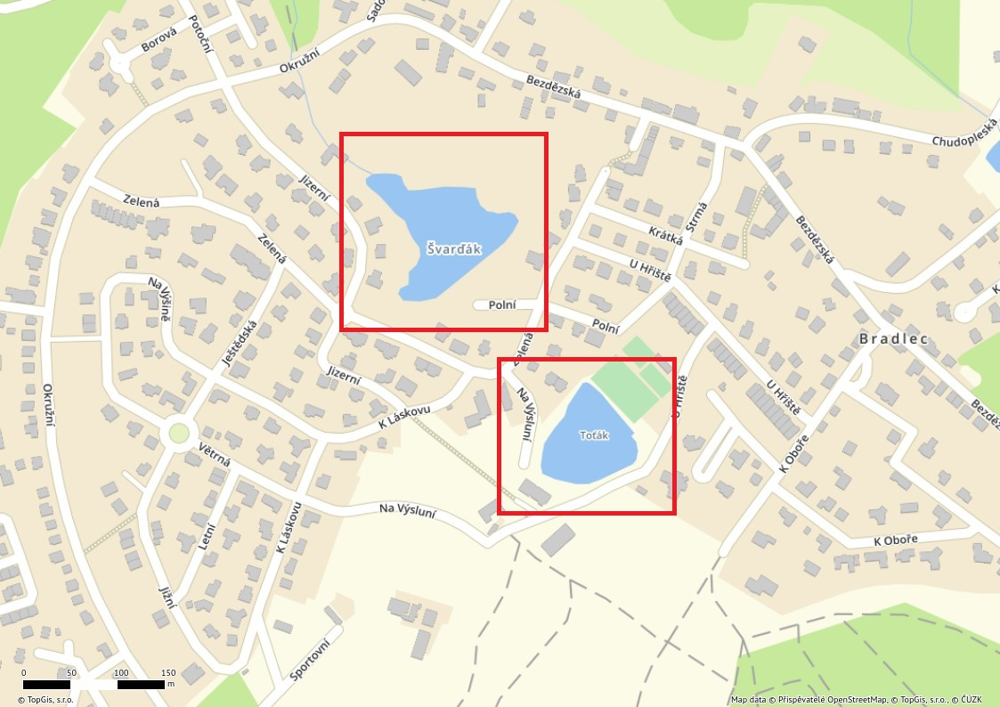 Sado
Potoční
Borová
Okružní
Bezdězská
Chudopleská
Jizerní
Zelená
Strmá
Krátká
Bezdězská
Zelená
Švarďák
U Hřiště
Na Výšině
Polní
Polní
K
Bradlec
Ještědská
Zelená
Jizerní
U Hřiště
U Hřiště
Okružní
Na Výsluní
K Láskovu
Bezděz
Toťák
Větrná
K Oboře
Na Výsluní
Letní
K Láskovu
K Oboře
Jižní
Sportovní
0 50 100 150
m
© TopGis, s.r.o.
Map data © Přispěvatelé OpenStreetMap, © TopGis, s.r.o., © ČÚZK